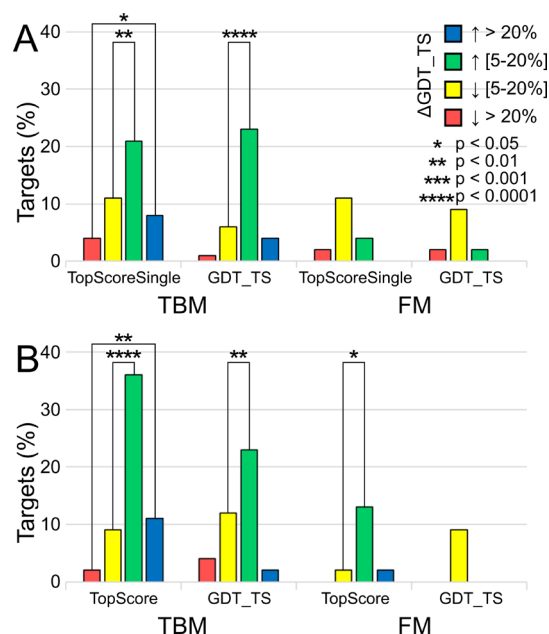 A
Targets (%)
40
30
20
10
0
*
**
****
ΔGDT_TS
↑ > 20%
↑ [5-20%]
↓ [5-20%]
↓ > 20%
* p < 0.05
** p < 0.01
*** p < 0.001
**** p < 0.0001
TopScoreSingle GDT_TS TopScoreSingle GDT_TS
TBM FM
B
Targets (%)
40
30
20
10
0
**
****
**
*
TopScore GDT_TS TopScore GDT_TS
TBM FM